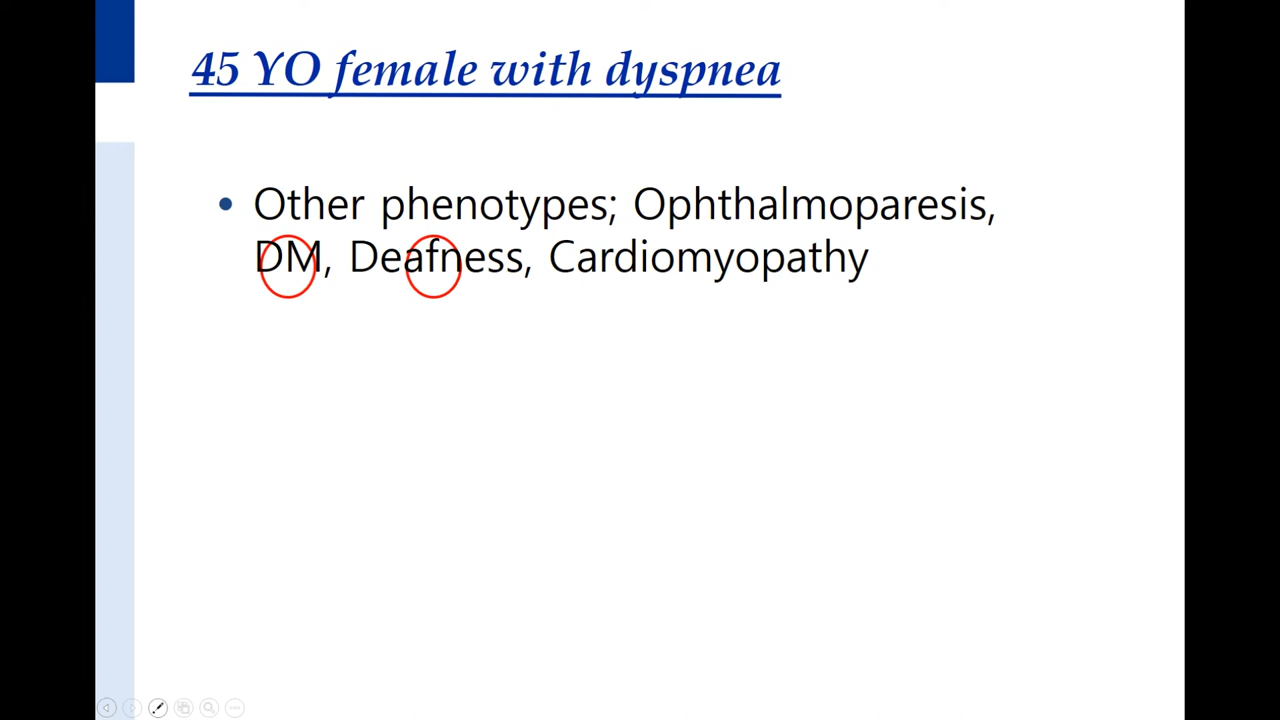 45 YO female with dyspnea
• Other phenotypes; Ophthalmoparesis,
DM, Deafness, Cardiomyopathy